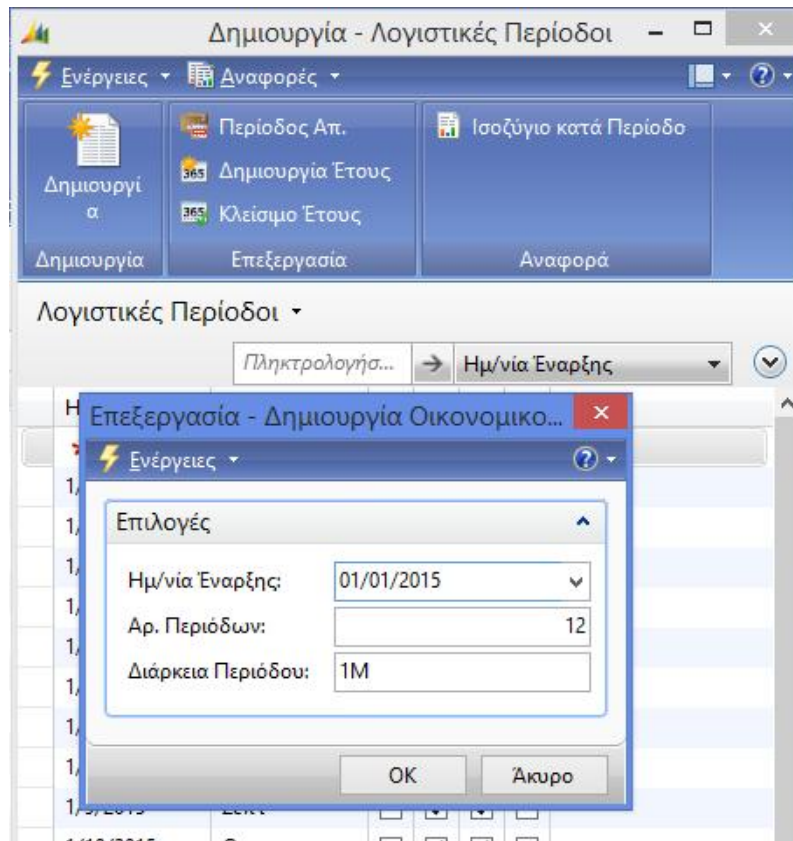 Δημιουργία - Λογιστικές Περίοδοι
Ενέργειες Αναφορές
Δημιουργί
α
Περίοδος Απ.
Δημιουργία Έτους
Κλείσιμο Έτους
Ισοζύγιο κατά Περίοδο
Δημιουργία Επεξεργασία Αναφορά
Λογιστικές Περίοδοι
Πληκτρολογήσ... Ημ/νία Έναρξης
Επεξεργασία - Δημιουργία Οικονομικο...
Ενέργειες
Επιλογές
Ημ/νία Έναρξης: 01/01/2015
Αρ. Περιόδων: 12
Διάρκεια Περιόδου: 1M
OK Άκυρο